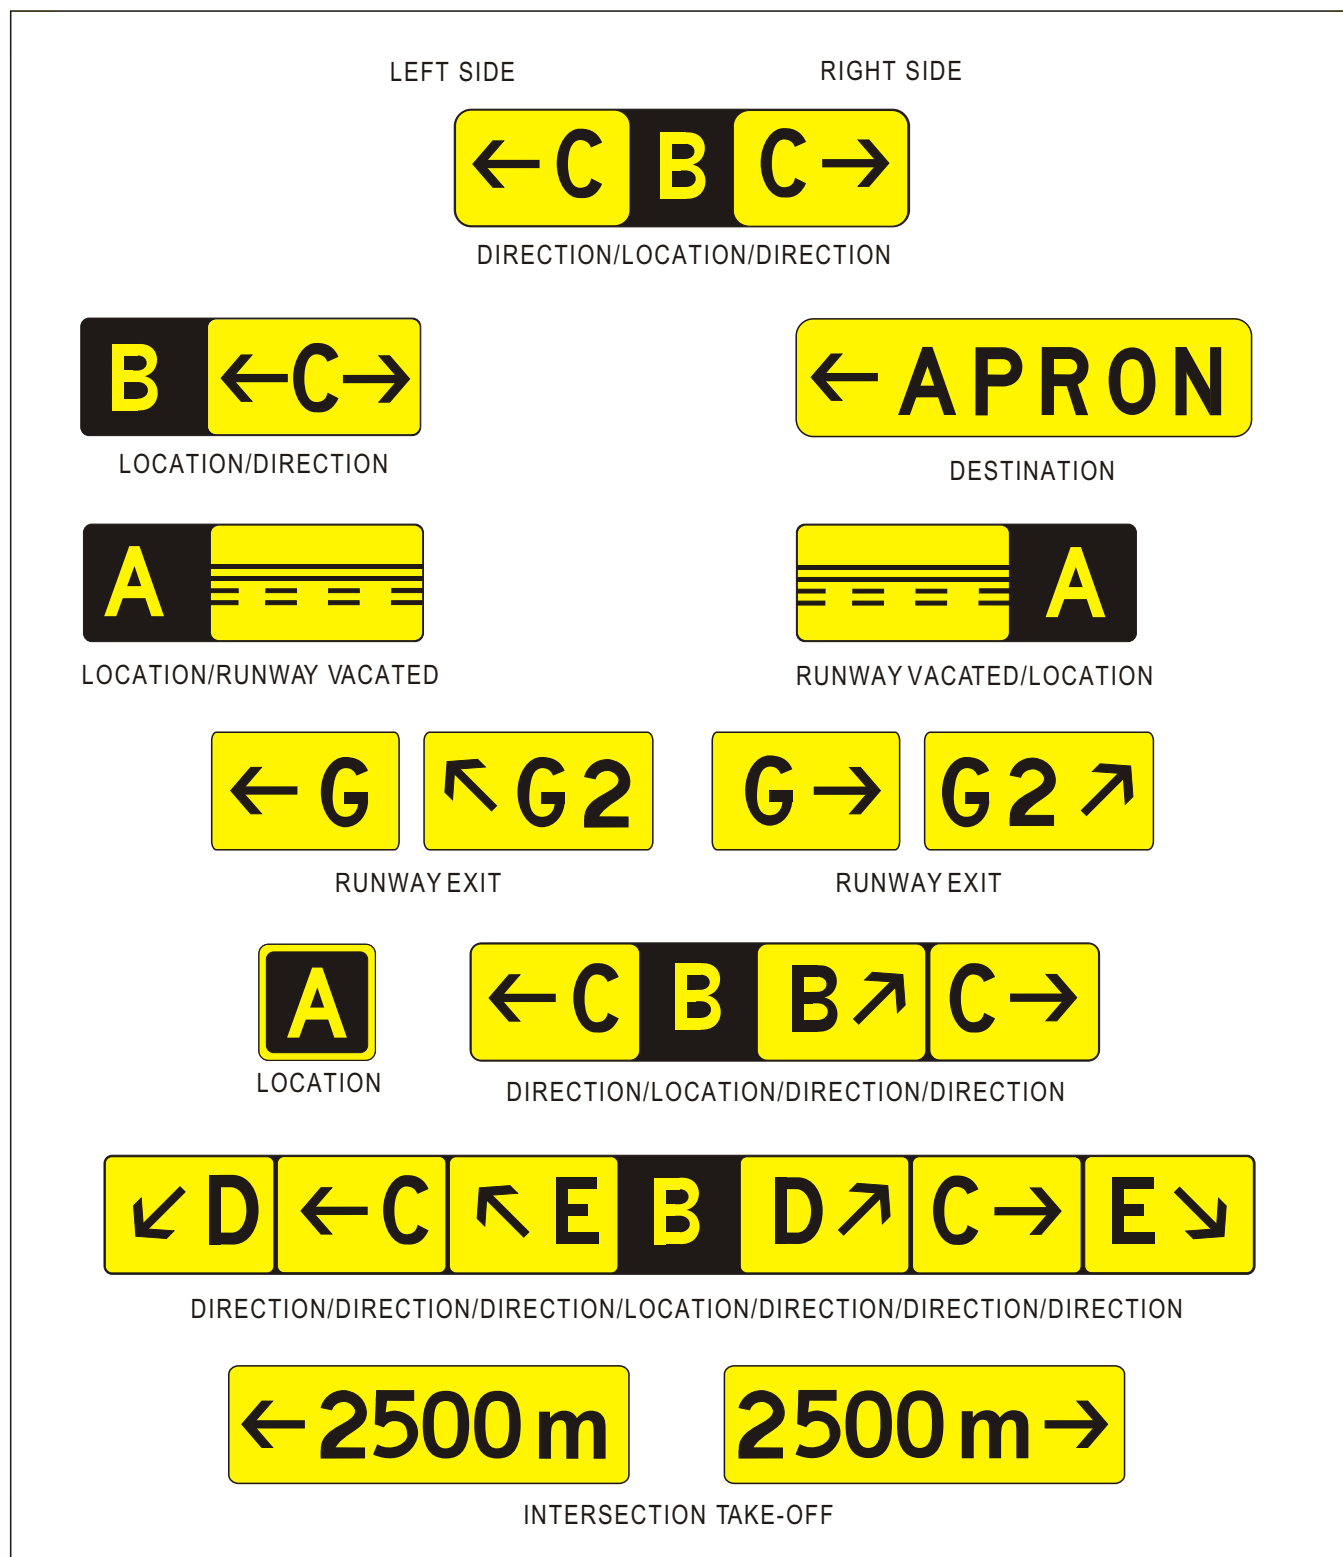 LEFT SIDE RIGHT SIDE
←C B C→
DIRECTION/LOCATION/DIRECTION
B ←C→
LOCATION/DIRECTION
← APRON
DESTINATION
A
LOCATION/RUNWAY VACATED
A
RUNWAY VACATED/LOCATION
← G ↖ G2
RUNWAY EXIT
G → G2 ↗
RUNWAY EXIT
A
LOCATION
←C B B↗ C→
DIRECTION/LOCATION/DIRECTION/DIRECTION
↙D ←C ↖E B D↗ C→ E↘
DIRECTION/DIRECTION/DIRECTION/LOCATION/DIRECTION/DIRECTION/DIRECTION
←2500m 2500m→
INTERSECTION TAKE-OFF